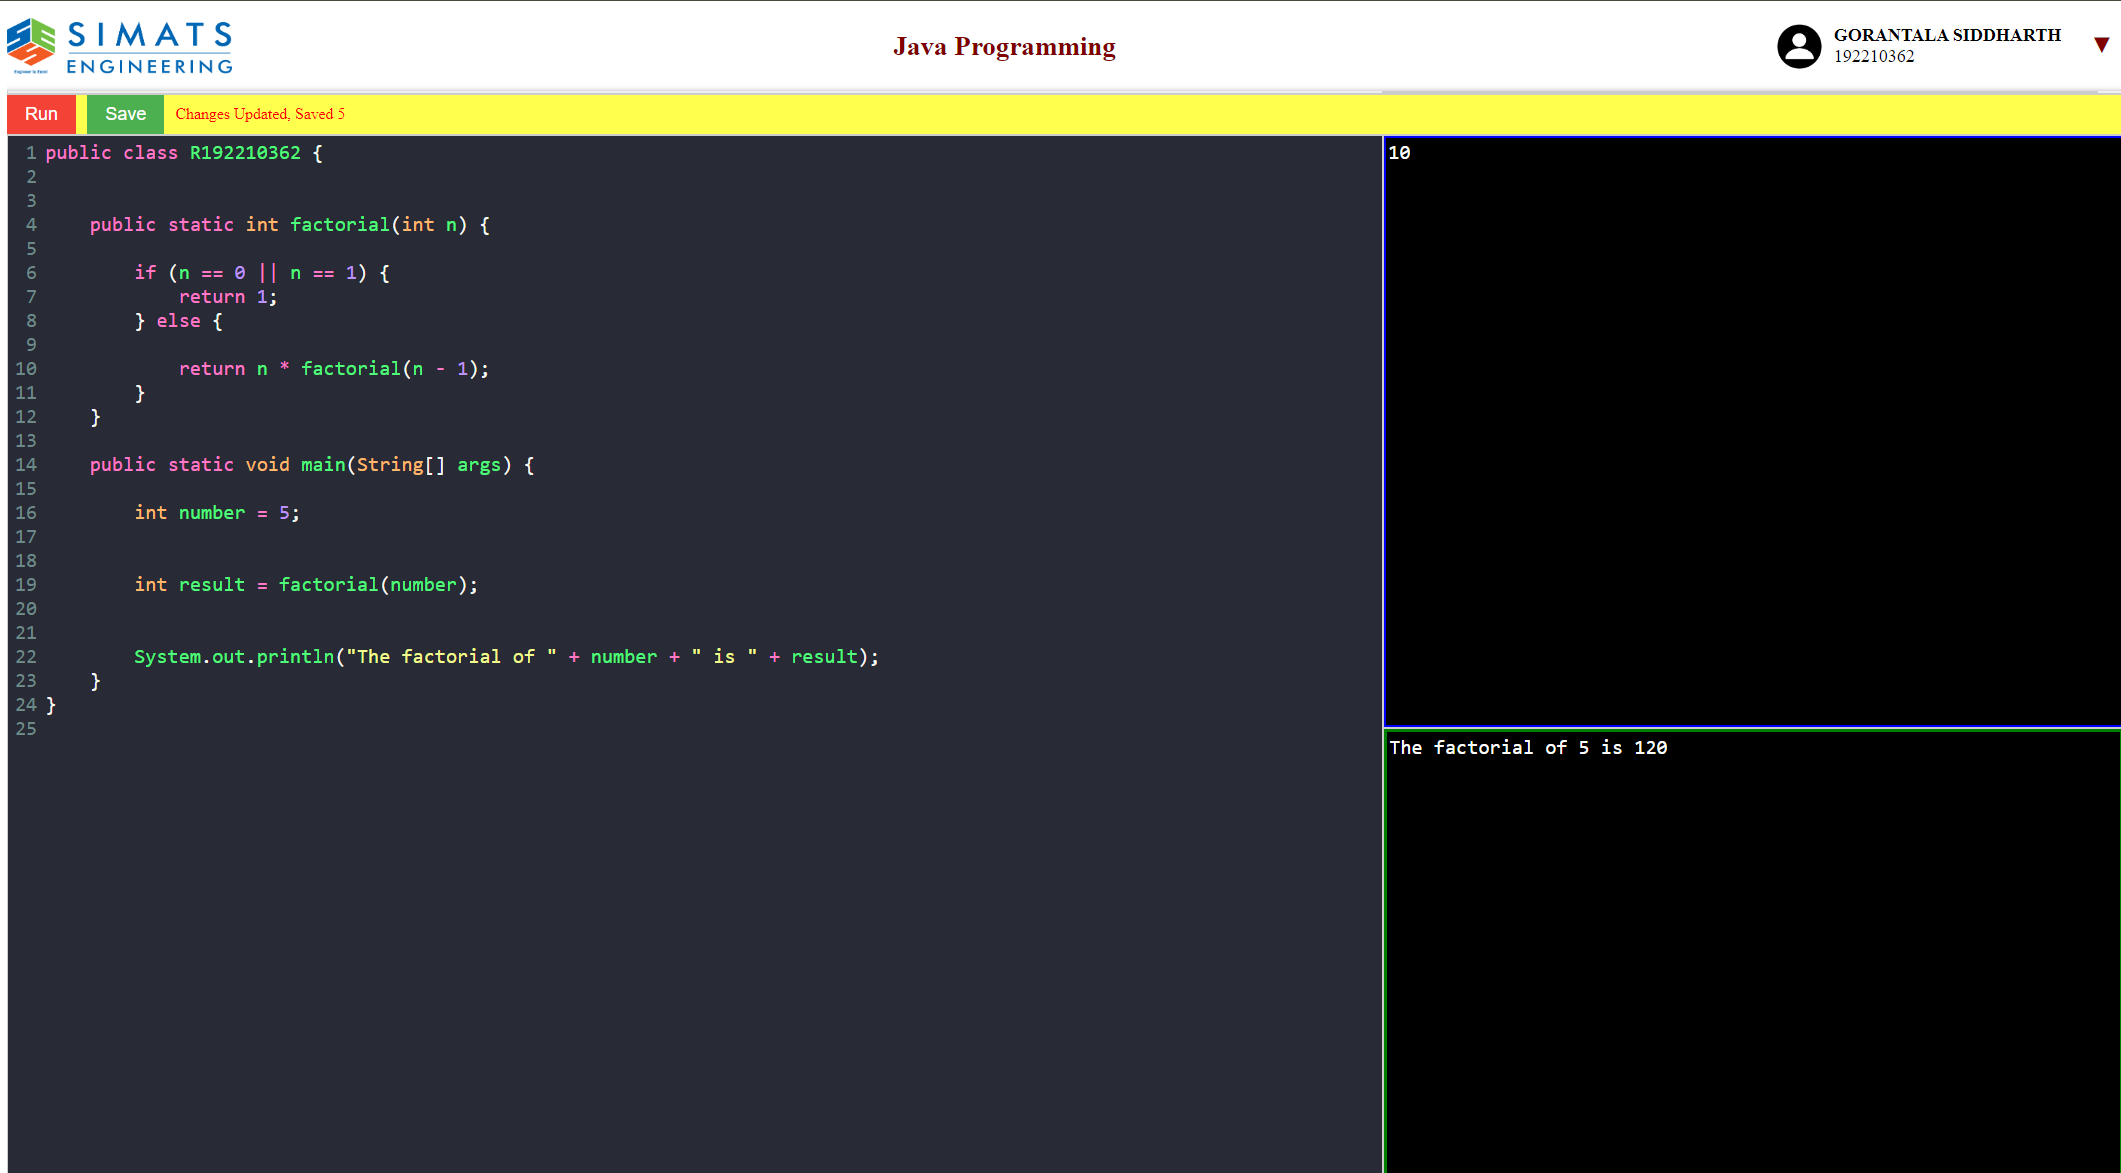 SIMATS
ENGINEERING
Engineer to Excel
Java Programming
GORANTALA SIDDHARTH
192210362
▼
Run
Save
Changes Updated, Saved 5
1 public class R192210362 {
2
3
4     public static int factorial(int n) {
5
6         if (n == 0 || n == 1) {
7             return 1;
8         } else {
9
10             return n * factorial(n - 1);
11         }
12     }
13
14     public static void main(String[] args) {
15
16         int number = 5;
17
18
19         int result = factorial(number);
20
21
22         System.out.println("The factorial of " + number + " is " + result);
23     }
24 }
25
10
The factorial of 5 is 120